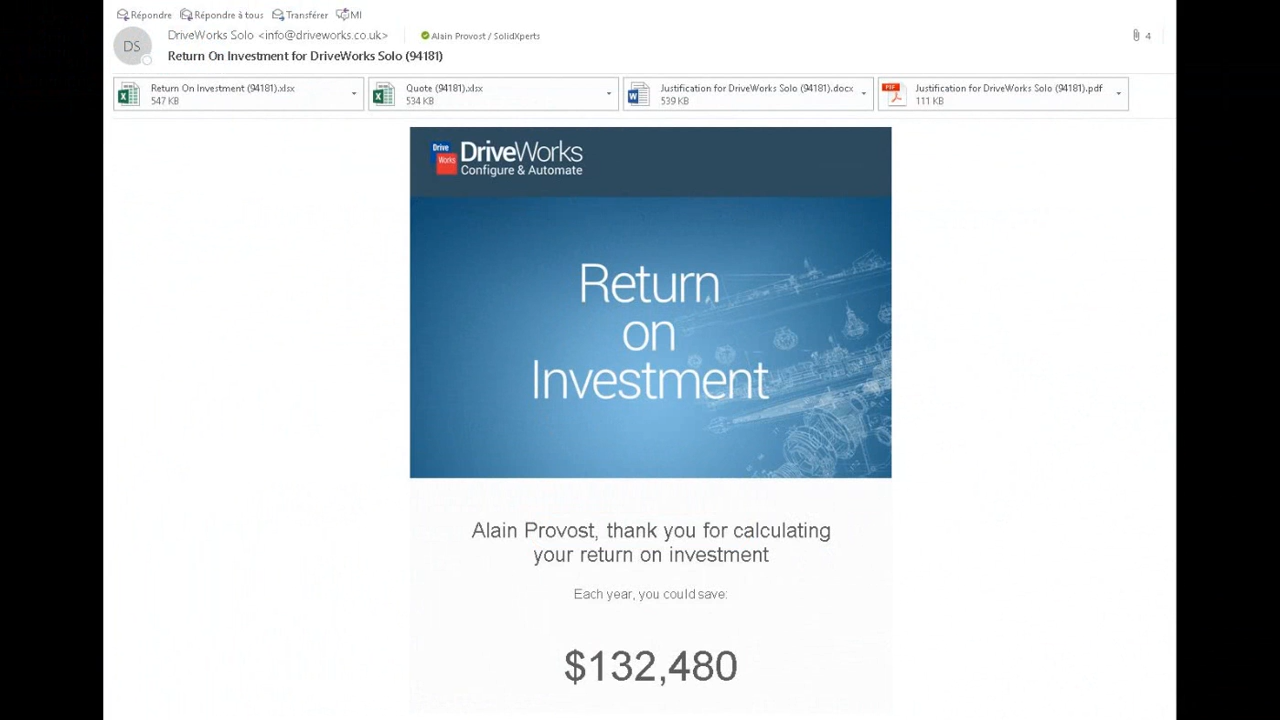 Répondre Répondre à tous Transférer MI
DS
DriveWorks Solo <info@driveworks.co.uk> Alain Provost / SolidXperts
4
Return On Investment for DriveWorks Solo (94181)
Return On Investment (94181).xlsx
547 KB
Quote (94181).xlsx
534 KB
Justification for DriveWorks Solo (94181).docx
539 KB
Justification for DriveWorks Solo (94181).pdf
111 KB
Drive
Works
DriveWorks
Configure & Automate
Return
on
Investment
Alain Provost, thank you for calculating
your return on investment
Each year, you could save:
$132,480